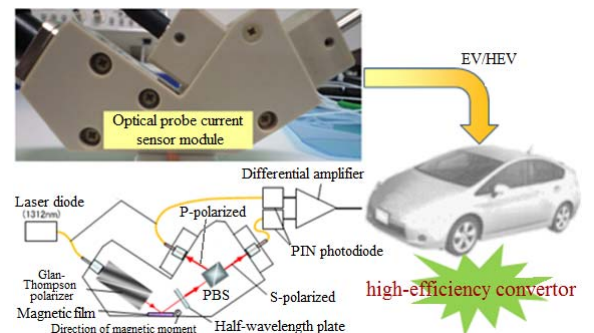 EV/HEV
Optical probe current
sensor module
Differential amplifier
Laser diode
(1312nm)
P-polarized
PIN photodiode
Glan-
Thompson
polarizer
PBS
S-polarized
high-efficiency convertor
Magnetic film
Half-wavelength plate
Direction of magnetic moment